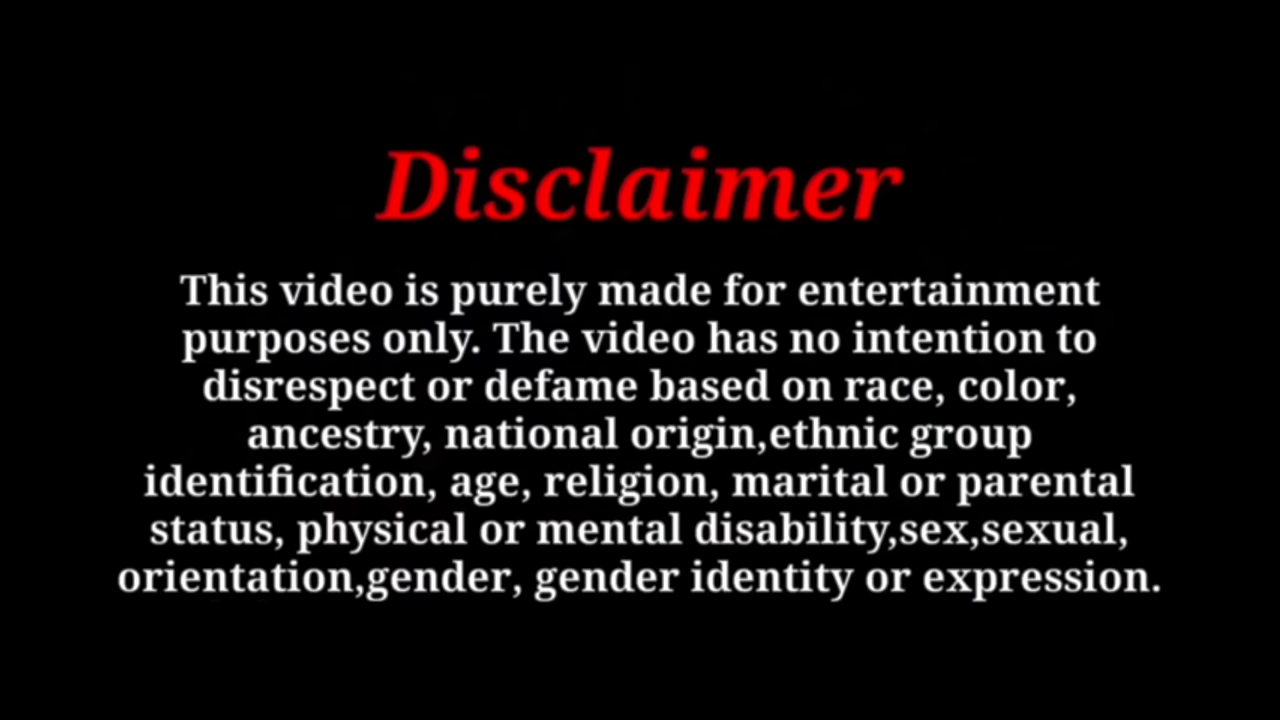 Disclaimer
This video is purely made for entertainment
purposes only. The video has no intention to
disrespect or defame based on race, color,
ancestry, national origin,ethnic group
identification, age, religion, marital or parental
status, physical or mental disability,sex,sexual,
orientation,gender, gender identity or expression.